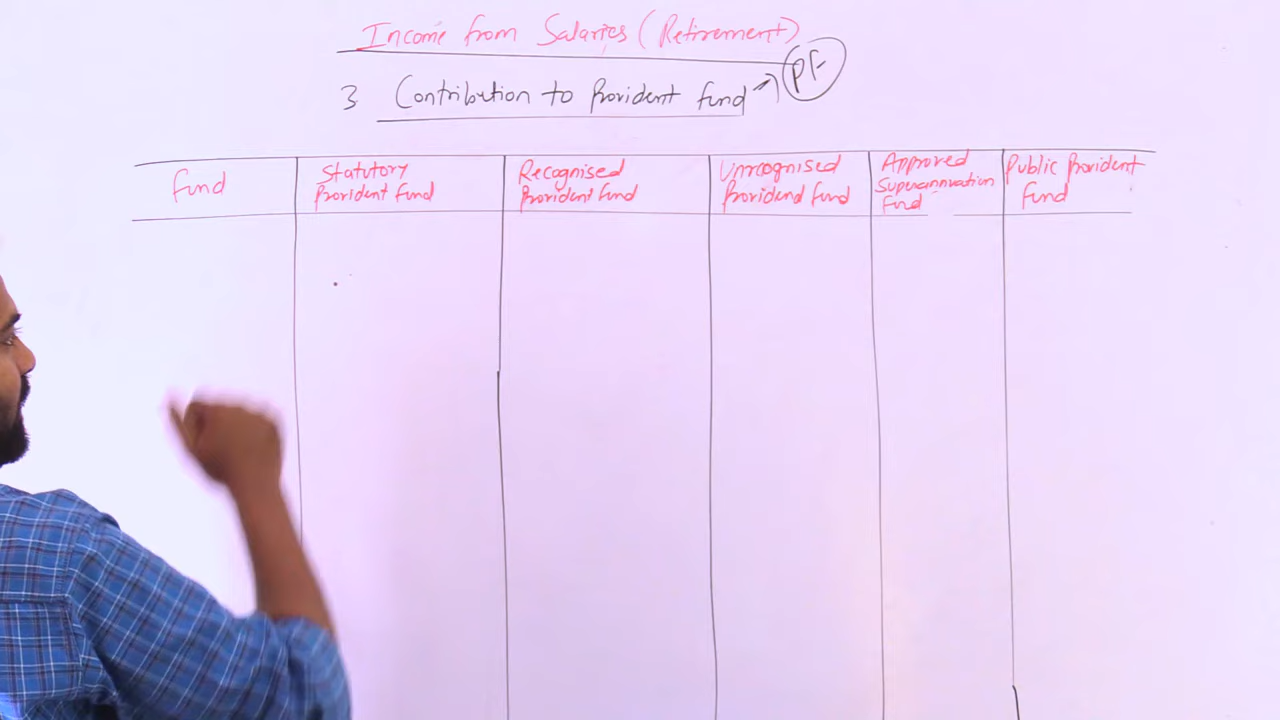 Income from Salaries (Retirement)
3. Contribution to Provident fund → PF
Fund
Statutory
Provident Fund
Recognised
Provident Fund
Unrecognised
Provident Fund
Approved
Superannuation
Fund
Public Provident
Fund